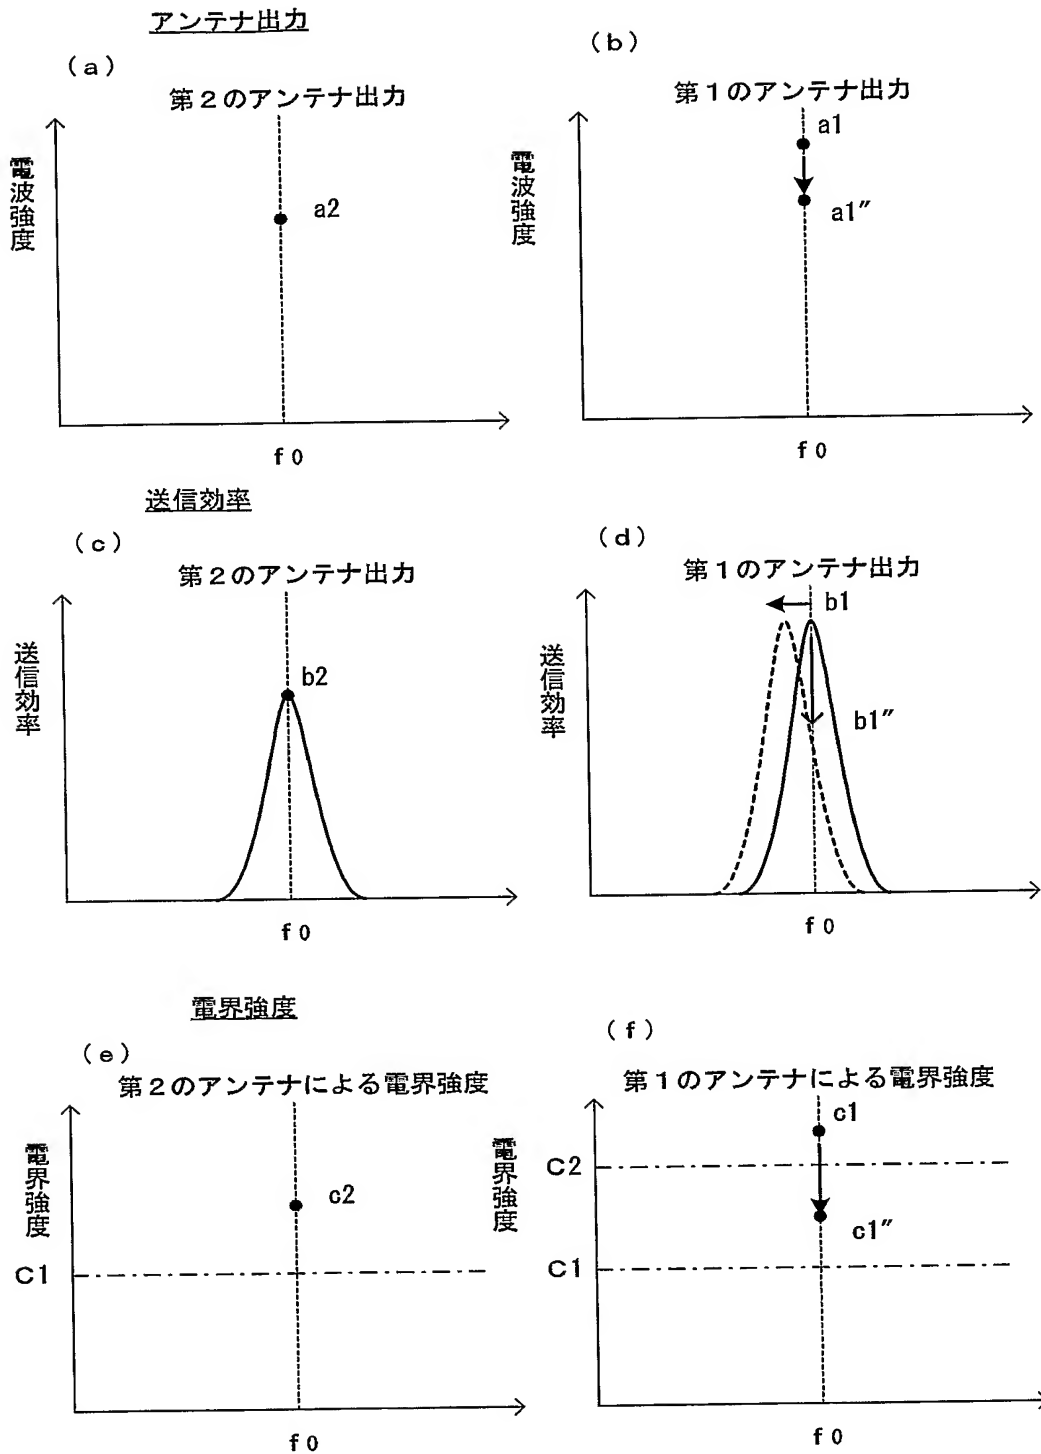 アンテナ出力
(a)
第2のアンテナ出力
電波強度
a2
f0
(b)
第1のアンテナ出力
電波強度
a1
a1″
f0
送信効率
(c)
第2のアンテナ出力
送信効率
b2
f0
(d)
第1のアンテナ出力
送信効率
b1
b1″
f0
電界強度
(e)
第2のアンテナによる電界強度
電界強度
c2
C1
f0
(f)
第1のアンテナによる電界強度
電界強度
c1
C2
c1″
C1
f0